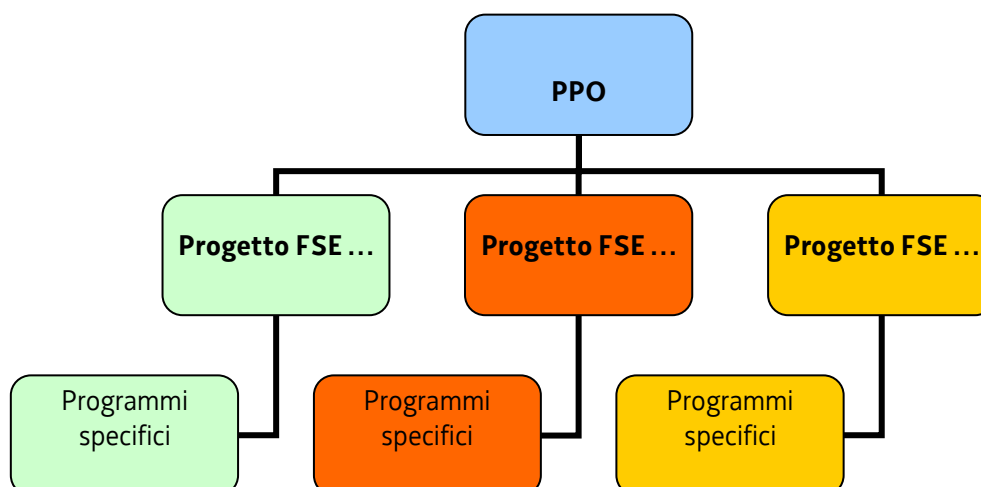 PPO
Progetto FSE ...
Progetto FSE ...
Progetto FSE ...
Programmi
specifici
Programmi
specifici
Programmi
specifici